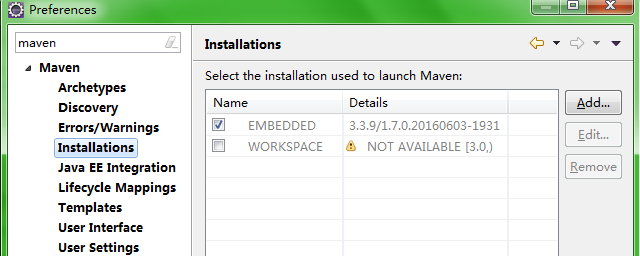 Preferences
maven
Maven
Archetypes
Discovery
Errors/Warnings
Installations
Java EE Integration
Lifecycle Mappings
Templates
User Interface
User Settings
Installations
Select the installation used to launch Maven:
Name Details
EMBEDDED 3.3.9/1.7.0.20160603-1931
WORKSPACE NOT AVAILABLE [3.0,)
Add...
Edit...
Remove